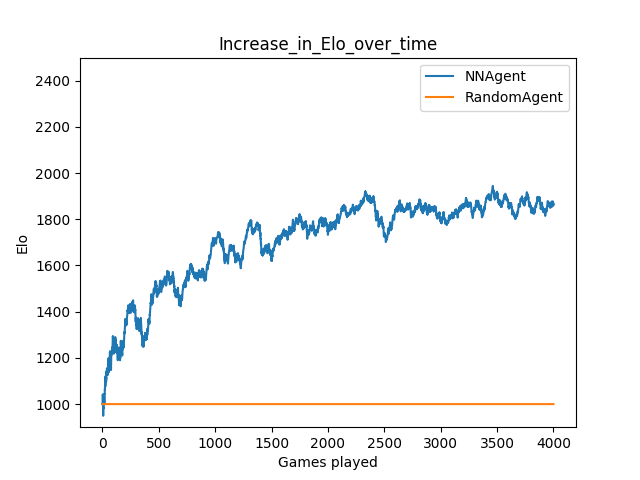 Increase_in_Elo_over_time
NNAgent
RandomAgent
2400
2200
2000
1800
1600
1400
1200
1000
Elo
0 500 1000 1500 2000 2500 3000 3500 4000
Games played